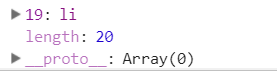 ▶ 19: li
length: 20
▶ __proto__: Array(0)